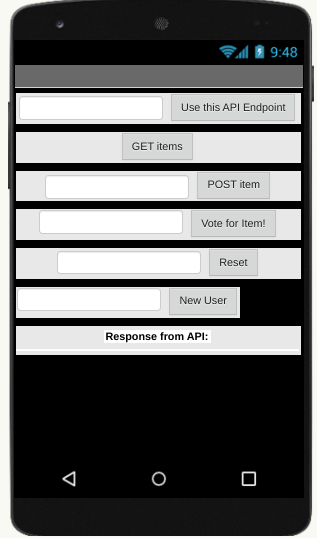 9:48
Use this API Endpoint
GET items
POST item
Vote for Item!
Reset
New User
Response from API: